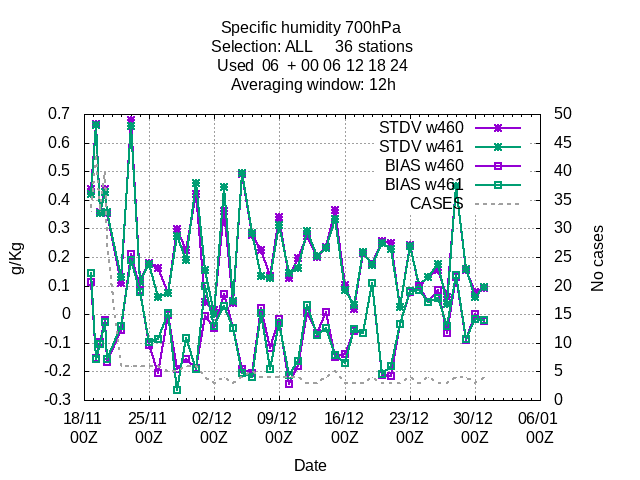 Specific humidity 700hPa
Selection: ALL     36 stations
Used  06  + 00 06 12 18 24
Averaging window: 12h
0.7
0.6
0.5
0.4
0.3
0.2
0.1
0
-0.1
-0.2
-0.3
g/Kg
STDV w460
STDV w461
BIAS w460
BIAS w461
CASES
50
45
40
35
30
25
20
15
10
5
0
No cases
18/11 25/11 02/12 09/12 16/12 23/12 30/12 06/01
00Z 00Z 00Z 00Z 00Z 00Z 00Z 00Z
Date